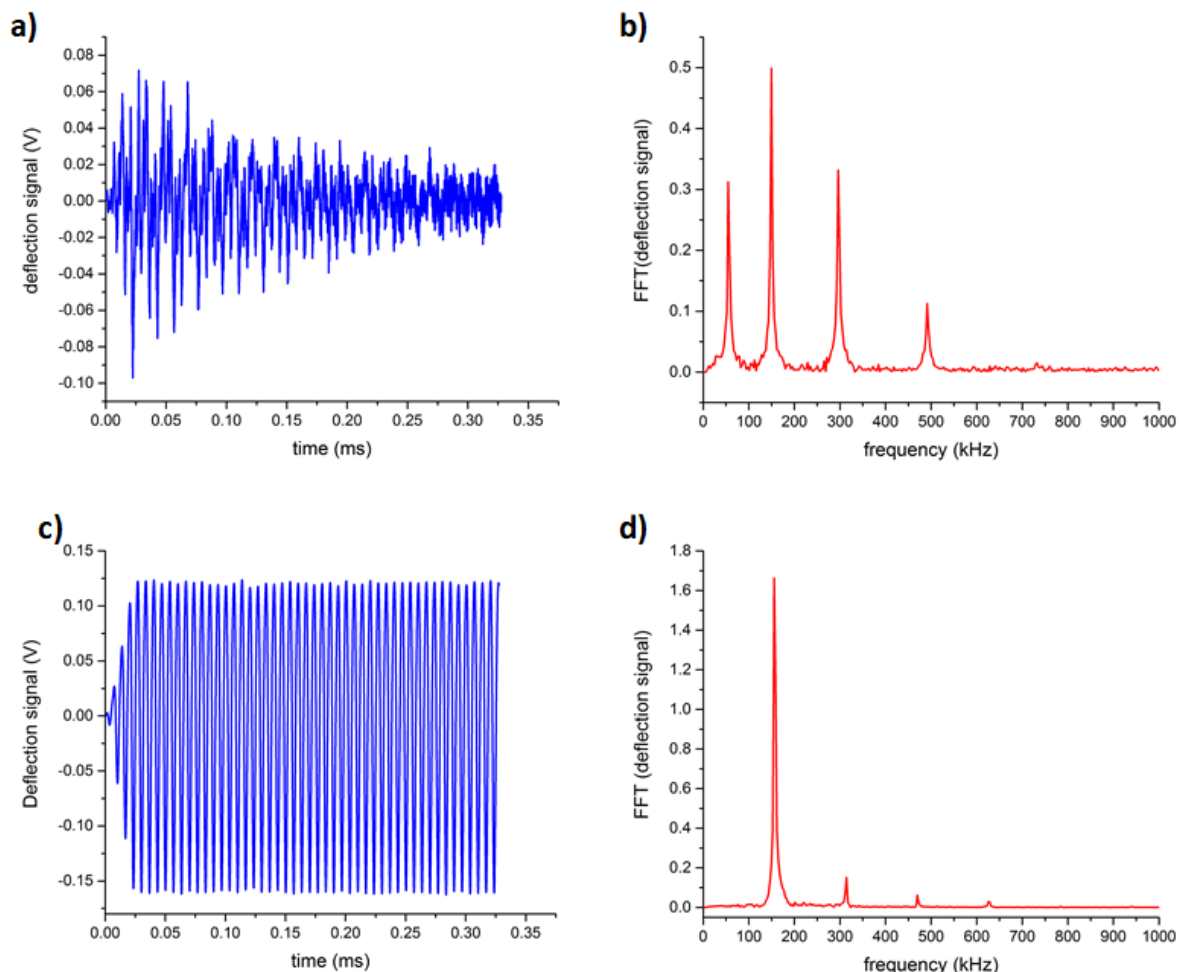 a)
0.08
0.06
0.04
0.02
0.00
-0.02
-0.04
-0.06
-0.08
-0.10
deflection signal (V)
0.00 0.05 0.10 0.15 0.20 0.25 0.30 0.35
time (ms)
b)
0.5
0.4
0.3
0.2
0.1
0.0
FFT(deflection signal)
0 100 200 300 400 500 600 700 800 900 1000
frequency (kHz)
c)
0.15
0.10
0.05
0.00
-0.05
-0.10
-0.15
Deflection signal (V)
0.00 0.05 0.10 0.15 0.20 0.25 0.30 0.35
time (ms)
d)
1.8
1.6
1.4
1.2
1.0
0.8
0.6
0.4
0.2
0.0
FFT (deflection signal)
0 100 200 300 400 500 600 700 800 900 1000
frequency (kHz)